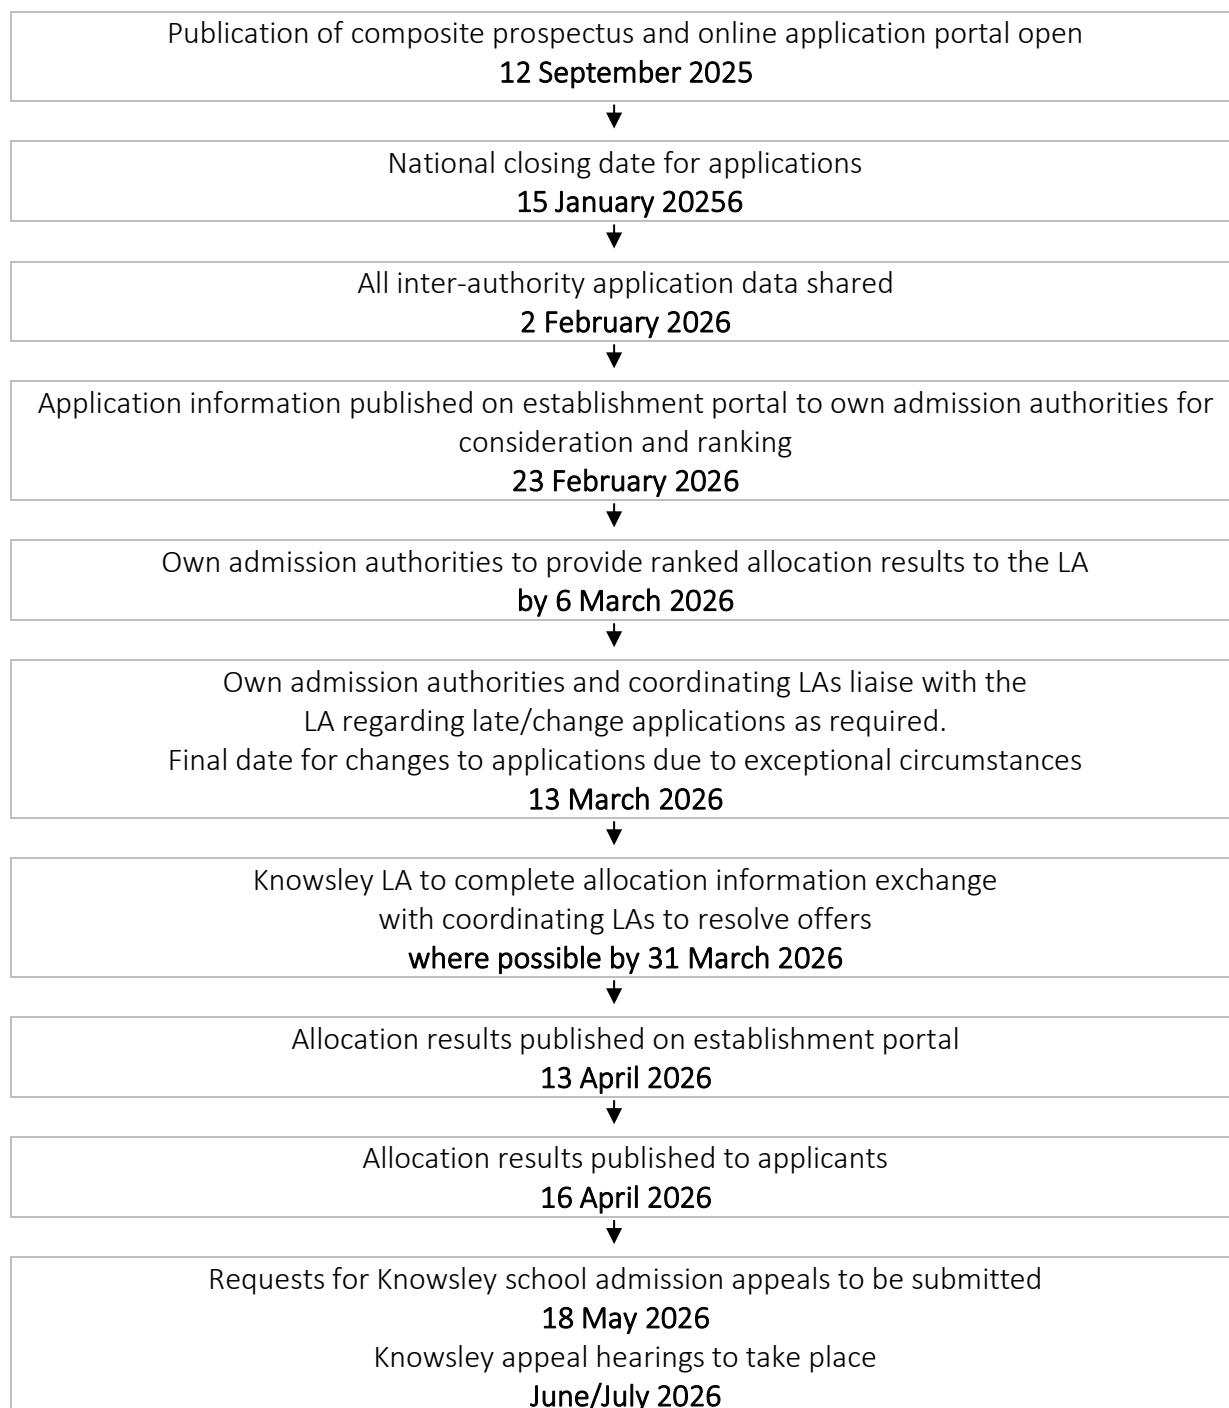 Publication of composite prospectus and online application portal open
12 September 2025
National closing date for applications
15 January 20256
All inter-authority application data shared
2 February 2026
Application information published on establishment portal to own admission authorities for
consideration and ranking
23 February 2026
Own admission authorities to provide ranked allocation results to the LA
by 6 March 2026
Own admission authorities and coordinating LAs liaise with the
LA regarding late/change applications as required.
Final date for changes to applications due to exceptional circumstances
13 March 2026
Knowsley LA to complete allocation information exchange
with coordinating LAs to resolve offers
where possible by 31 March 2026
Allocation results published on establishment portal
13 April 2026
Allocation results published to applicants
16 April 2026
Requests for Knowsley school admission appeals to be submitted
18 May 2026
Knowsley appeal hearings to take place
June/July 2026